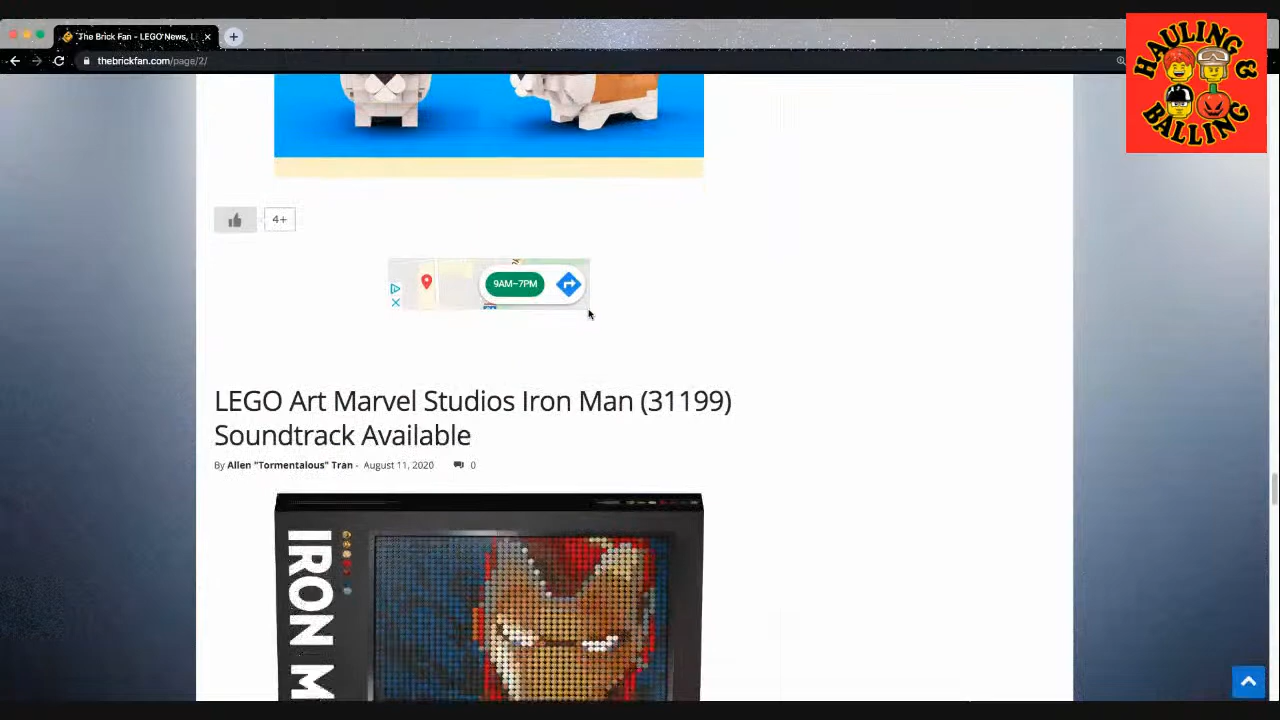 The Brick Fan - LEGO News, L
thebrickfan.com/page/2/
HAULING
BALLING
4+
9AM–7PM
LEGO Art Marvel Studios Iron Man (31199)
Soundtrack Available
By Allen "Tormentalous" Tran - August 11, 2020 0
IRON M